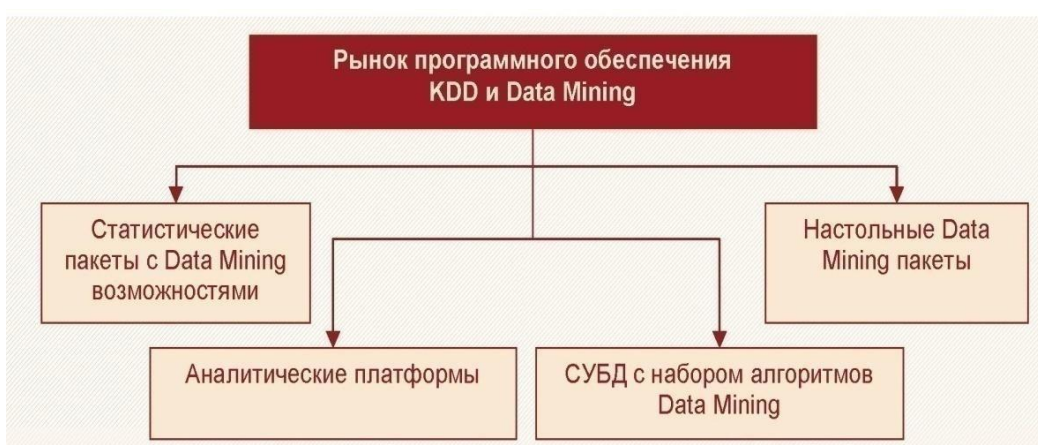 Рынок программного обеспечения
KDD и Data Mining
Статистические
пакеты с Data Mining
возможностями
Настольные Data
Mining пакеты
Аналитические платформы
СУБД с набором алгоритмов
Data Mining